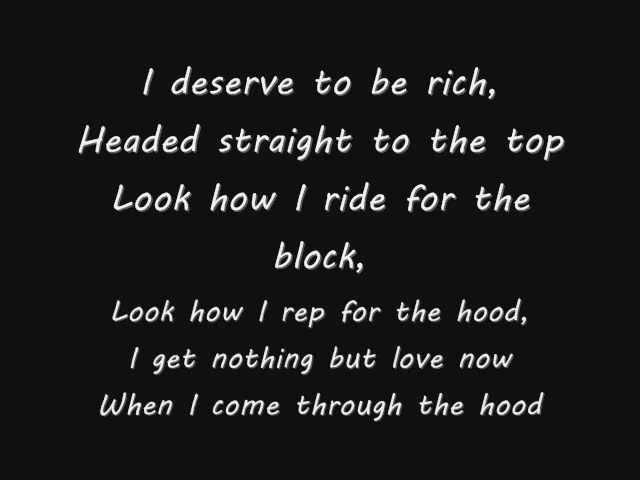 I deserve to be rich,
Headed straight to the top
Look how I ride for the
block,
Look how I rep for the hood,
I get nothing but love now
When I come through the hood